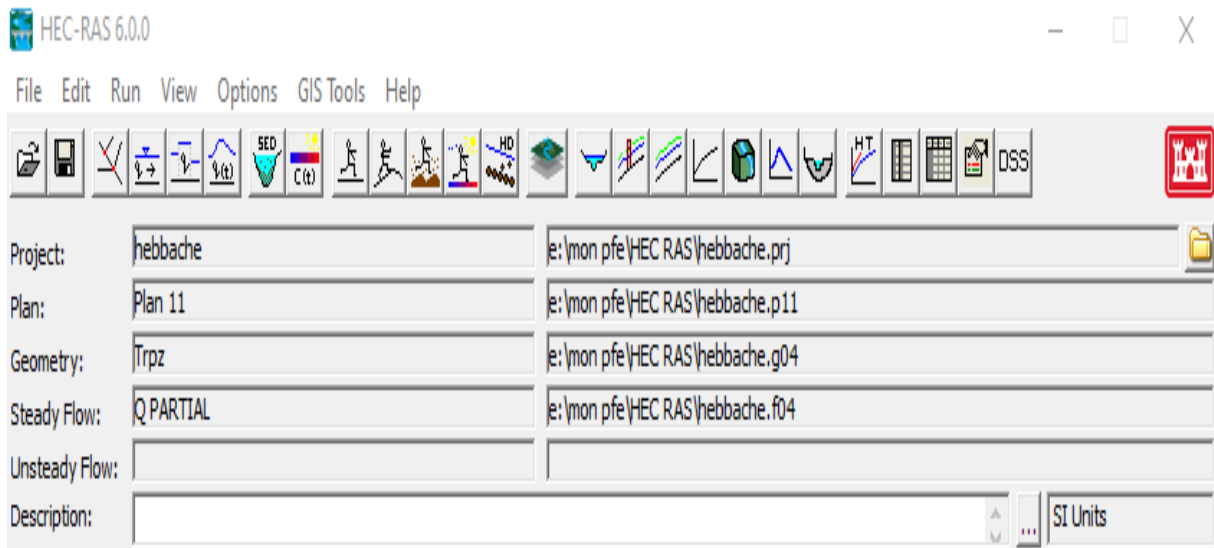 HEC-RAS 6.0.0
File Edit Run View Options GIS Tools Help
SED C(t) HD HT DSS
Project: hebbache e:\mon pfe\HEC RAS\hebbache.prj
Plan: Plan 11 e:\mon pfe\HEC RAS\hebbache.p11
Geometry: Trpz e:\mon pfe\HEC RAS\hebbache.g04
Steady Flow: Q PARTIAL e:\mon pfe\HEC RAS\hebbache.f04
Unsteady Flow:
Description: ... SI Units